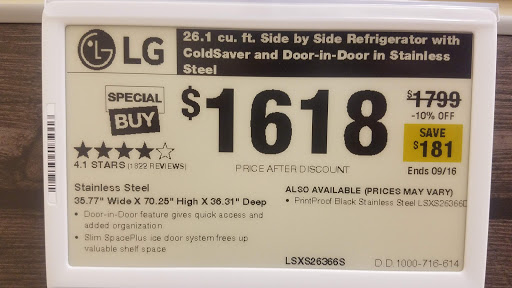 LG
26.1 cu. ft. Side by Side Refrigerator with
ColdSaver and Door-in-Door in Stainless
Steel
SPECIAL
BUY
$1618
$1799
-10% OFF
SAVE
$181
Ends 09/16
4.1 STARS (1822 REVIEWS)
PRICE AFTER DISCOUNT
Stainless Steel
35.77" Wide X 70.25" High X 36.31" Deep
• Door-in-Door feature gives quick access and
added organization
• Slim SpacePlus ice door system frees up
valuable shelf space
ALSO AVAILABLE (PRICES MAY VARY)
• PrintProof Black Stainless Steel LSXS26366D
LSXS26366S
D D 1000-716-614